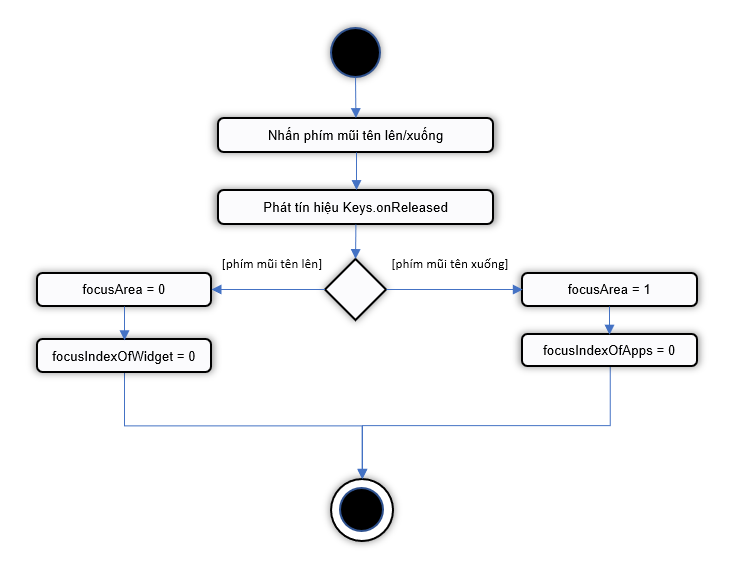 Nhấn phím mũi tên lên/xuống
Phát tín hiệu Keys.onReleased
[phím mũi tên lên]
[phím mũi tên xuống]
focusArea = 0
focusArea = 1
focusIndexOfWidget = 0
focusIndexOfApps = 0